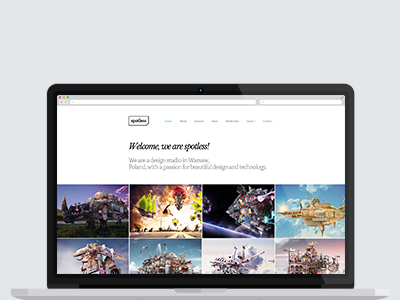 spotless
Welcome, we are spotless!
We are a design studio in Warsaw,
Poland, with a passion for beautiful design and technology.